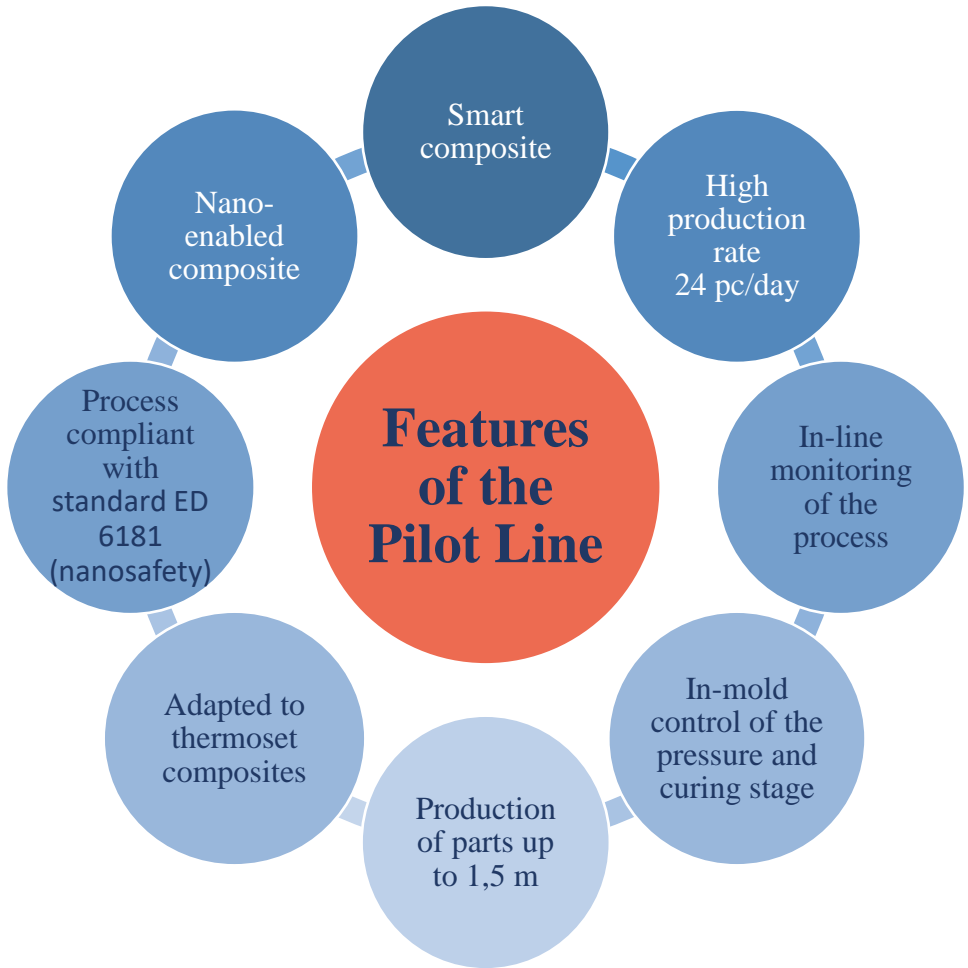 Smart
composite
High
production
rate
24 pc/day
In-line
monitoring
of the
process
In-mold
control of the
pressure and
curing stage
Production
of parts up
to 1,5 m
Adapted to
thermoset
composites
Process
compliant
with
standard ED
6181
(nanosafety)
Nano-
enabled
composite
Features
of the
Pilot Line